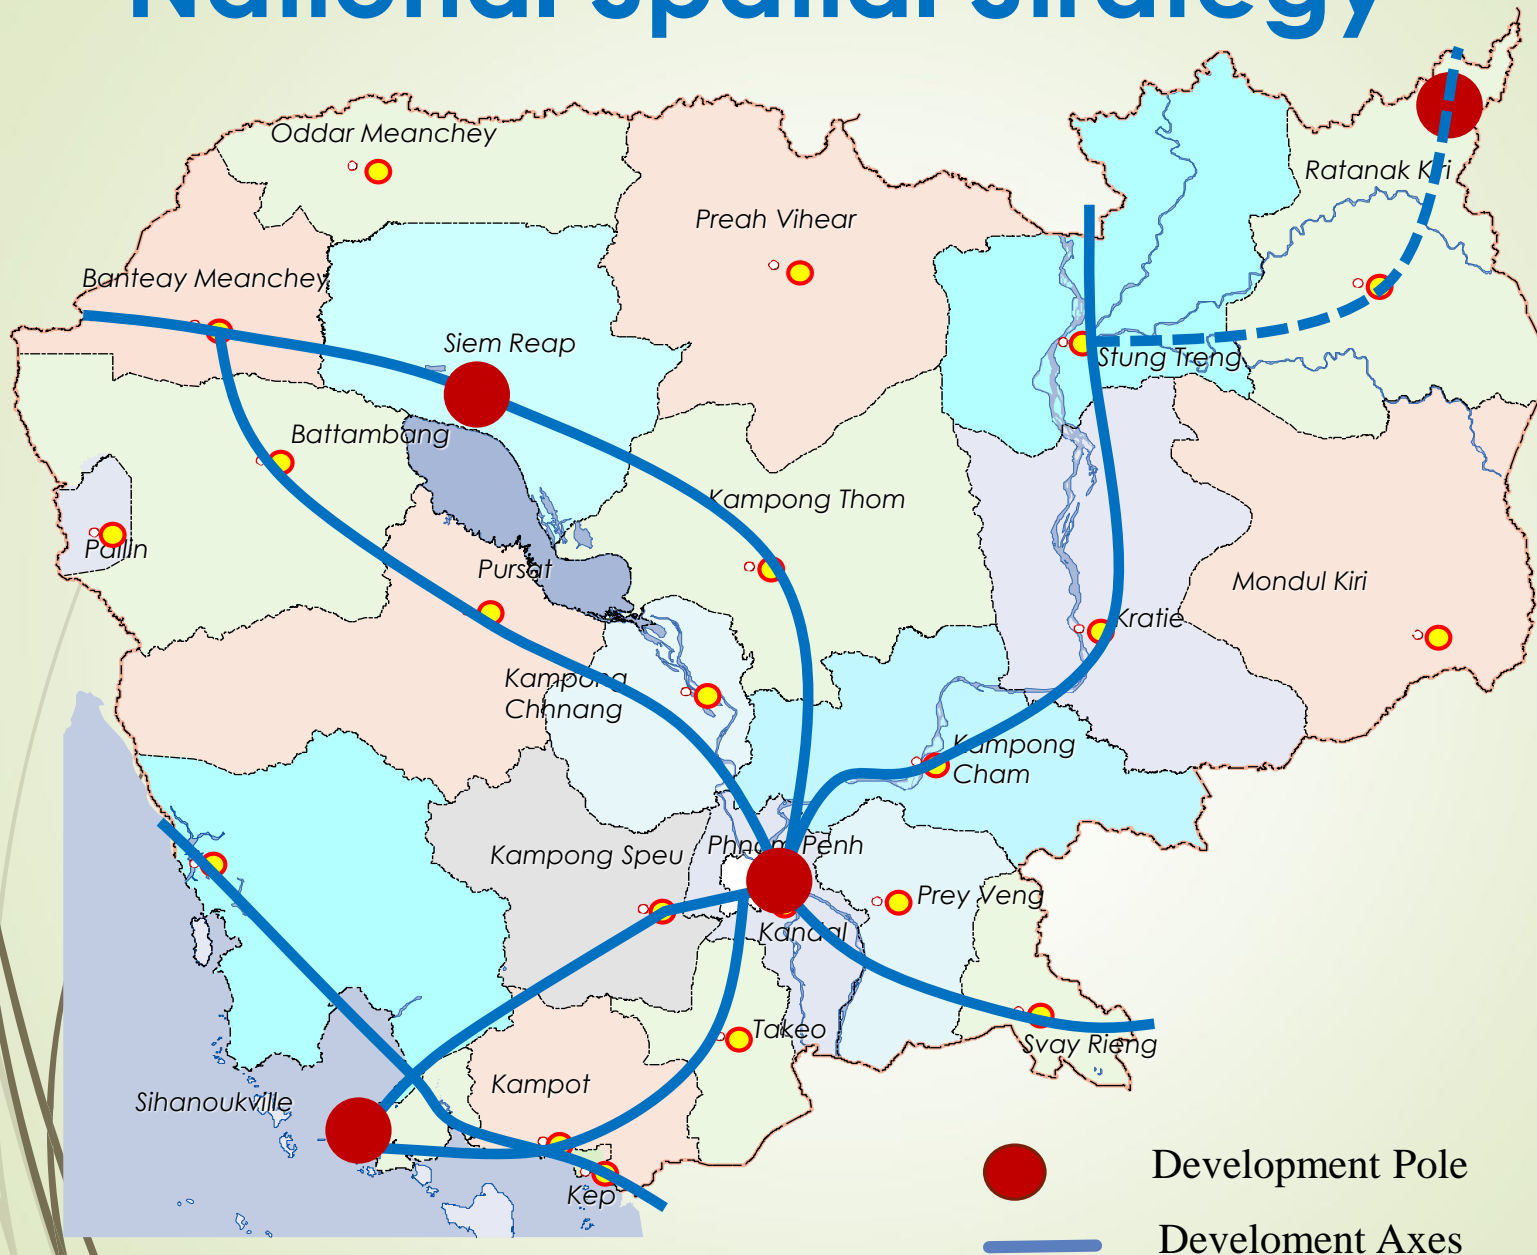 National Spatial Strategy
Oddar Meanchey
Ratanak Kiri
Preah Vihear
Banteay Meanchey
Siem Reap
Stung Treng
Battambang
Kampong Thom
Pailin
Pursat
Mondul Kiri
Kratie
Kampong
Chhnang
Kampong
Cham
Phnom Penh
Kampong Speu
Prey Veng
Kandal
Takeo
Svay Rieng
Kampot
Sihanoukville
Kep
Development Pole
Develoment Axes